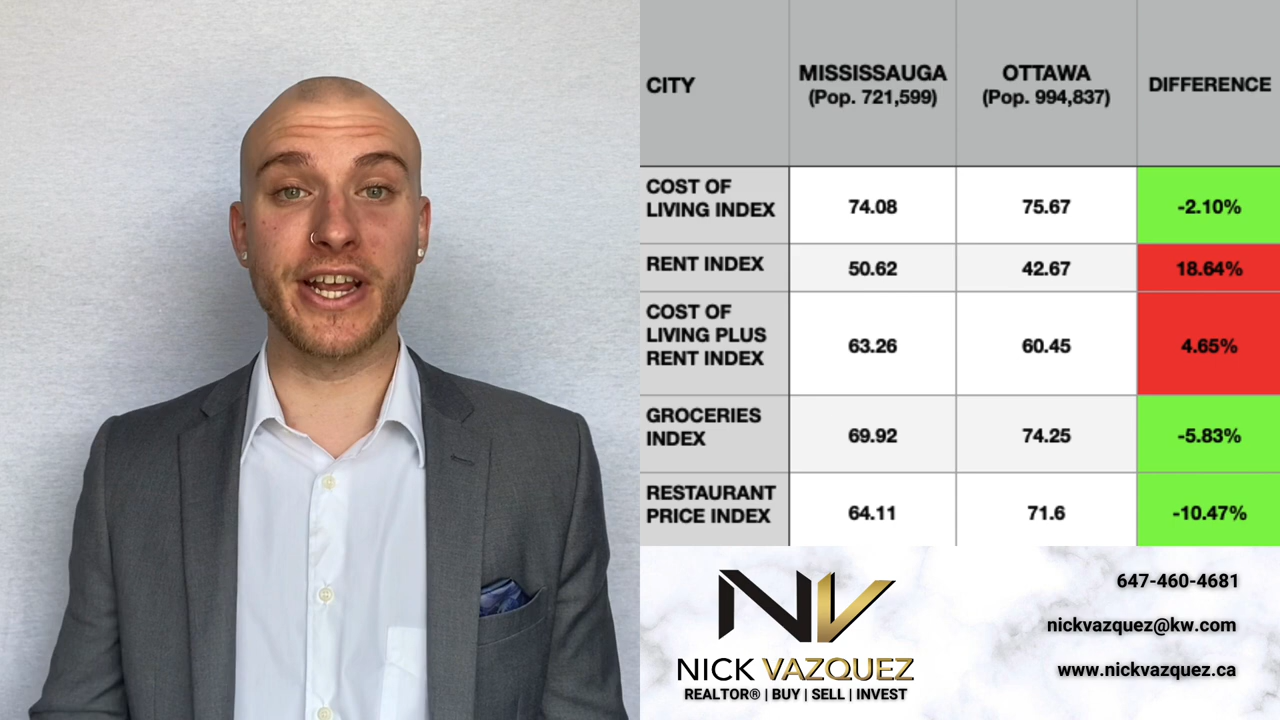 CITY
MISSISSAUGA
(Pop. 721,599)
OTTAWA
(Pop. 994,837)
DIFFERENCE
COST OF
LIVING INDEX
74.08
75.67
-2.10%
RENT INDEX
50.62
42.67
18.64%
COST OF
LIVING PLUS
RENT INDEX
63.26
60.45
4.65%
GROCERIES
INDEX
69.92
74.25
-5.83%
RESTAURANT
PRICE INDEX
64.11
71.6
-10.47%
NV
NICK VAZQUEZ
REALTOR® | BUY | SELL | INVEST
647-460-4681
nickvazquez@kw.com
www.nickvazquez.ca